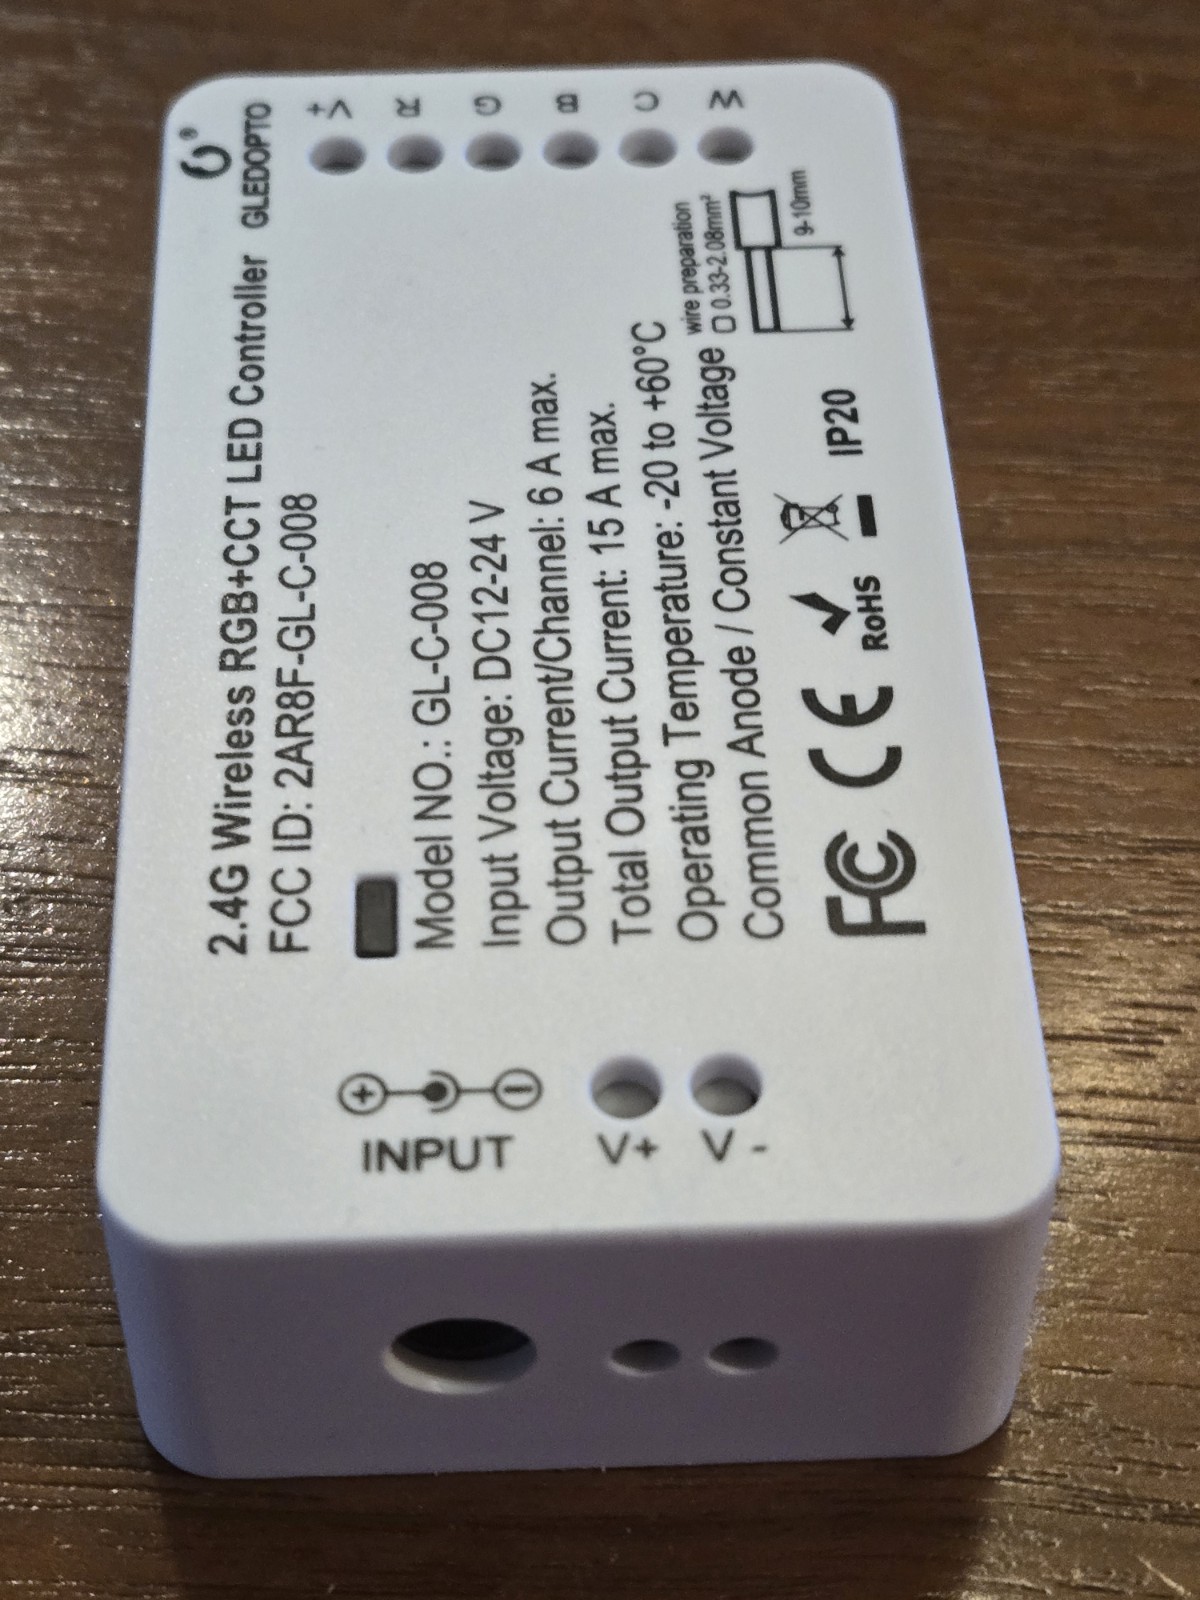 GLEDOPTO
2.4G Wireless RGB+CCT LED Controller
FCC ID: 2AR8F-GL-C-008
Model NO.: GL-C-008
Input Voltage: DC12-24 V
Output Current/Channel: 6 A max.
Total Output Current: 15 A max.
Operating Temperature: -20 to +60°C
Common Anode / Constant Voltage
FC CE RoHS IP20
wire preparation
0.33-2.08mm²
9-10mm
V+
R
G
B
C
W
INPUT
V+
V -